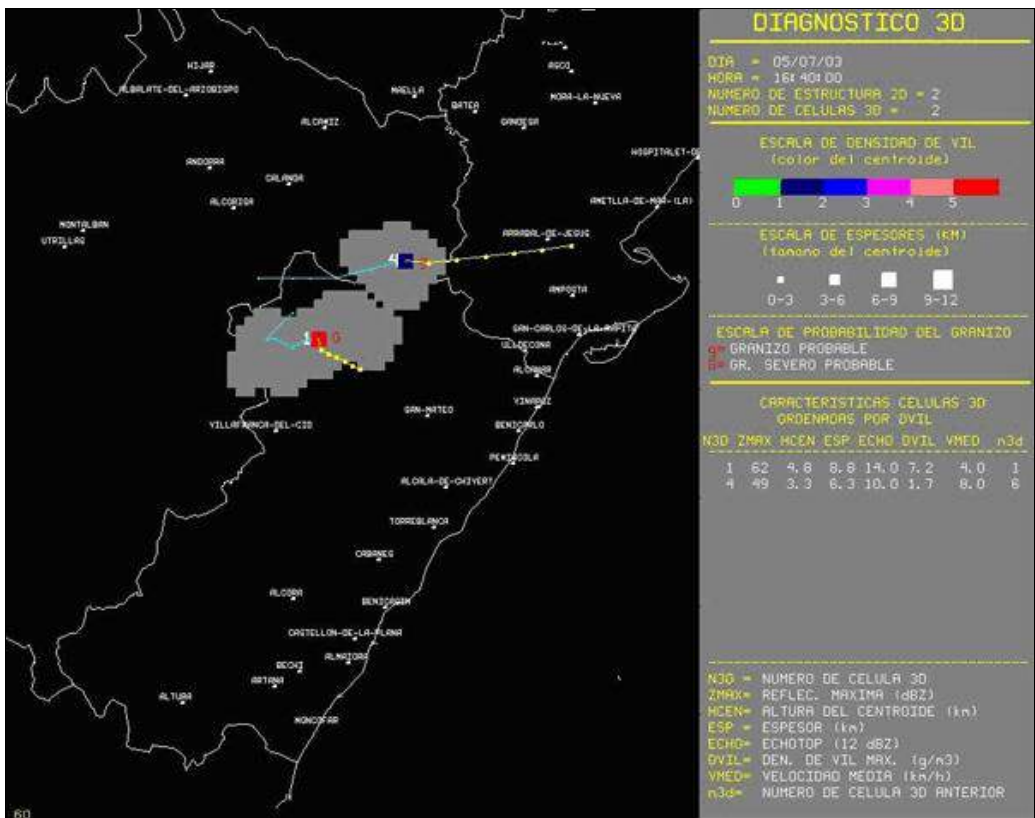 DIAGNOSTICO 3D
DIA = 05/07/03
HORA = 16:40:00
NUMERO DE ESTRUCTURA 2D = 2
NUMERO DE CELULAS 3D = 2
ESCALA DE DENSIDAD DE VIL
(color del centroide)
0 1 2 3 4 5
ESCALA DE ESPESORES (KM)
(tamano del centroide)
0-3 3-6 6-9 9-12
ESCALA DE PROBABILIDAD DEL GRANIZO
g= GRANIZO PROBABLE
G= GR. SEVERO PROBABLE
CARACTERISTICAS CELULAS 3D
ORDENADAS POR DVIL
N3D ZMAX HCEN ESP ECHO DVIL VMED n3d
1 62 4.8 8.8 14.0 7.2 4.0 1
4 49 3.3 6.3 10.0 1.7 8.0 6
N3D = NUMERO DE CELULA 3D
ZMAX= REFLEC. MAXIMA (dBZ)
HCEN= ALTURA DEL CENTROIDE (km)
ESP = ESPESOR (km)
ECHO= ECHOTOP (12 dBZ)
DVIL= DEN. DE VIL MAX. (g/m3)
VMED= VELOCIDAD MEDIA (km/h)
n3d= NUMERO DE CELULA 3D ANTERIOR
HIJAR
ASCO
ALBALATE-DEL-ARZOBISPO
MAELLA
MORA-LA-NUEVA
BATEA
ALCANIZ
GANDESA
HOSPITALET-DE
ANDORRA
CALANDA
ALCORISA
AMETLLA-DE-MAR-(LA)
MONTALBAN
UTRILLAS
ARRABAL-DE-JESUS
4
AMPOSTA
SAN-CARLOS-DE-LA-RAPITA
1 G
ULLDECONA
ALCANAR
VINAROZ
SAN-MATEO
VILLAFRANCA-DEL-CID
BENICARLO
PENISCOLA
ALCALA-DE-CHIVERT
TORREBLANCA
CABANES
ALCORA
BENICASIM
CASTELLON-DE-LA-PLANA
ALMAZORA
BECHI
ARTANA
ALTURA
MONCOFAR
60